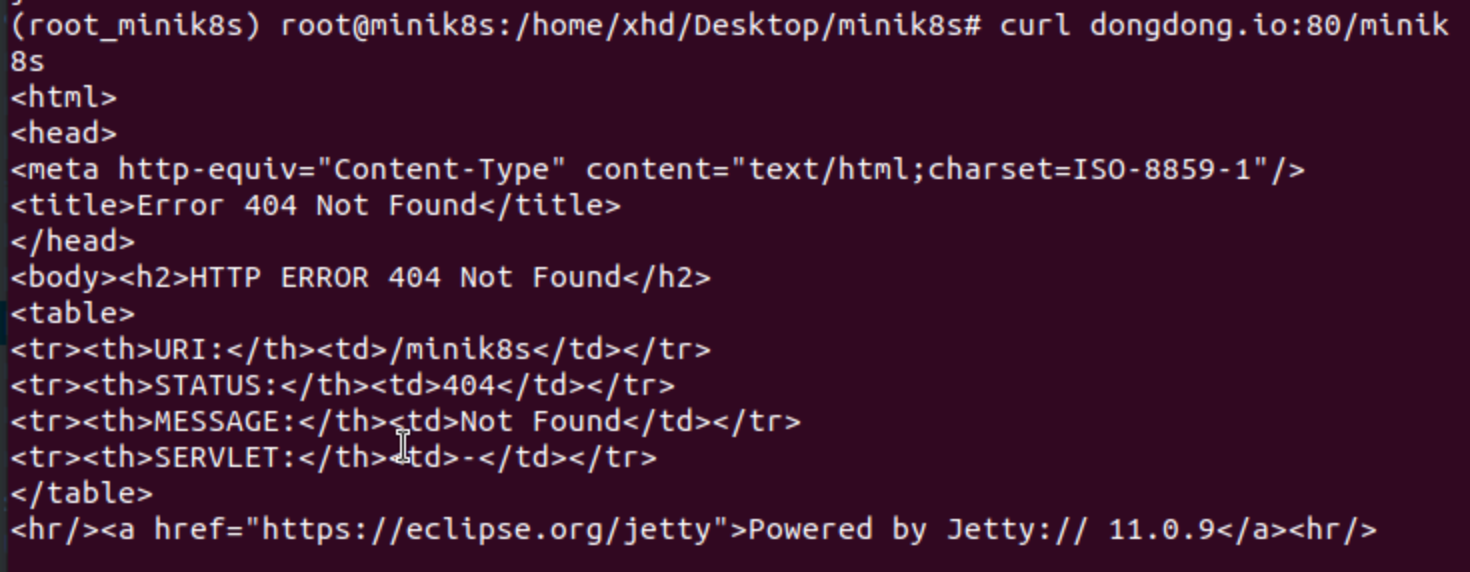 (root_minik8s) root@minik8s:/home/xhd/Desktop/minik8s# curl dongdong.io:80/minik
8s
<html>
<head>
<meta http-equiv="Content-Type" content="text/html;charset=ISO-8859-1"/>
<title>Error 404 Not Found</title>
</head>
<body><h2>HTTP ERROR 404 Not Found</h2>
<table>
<tr><th>URI:</th><td>/minik8s</td></tr>
<tr><th>STATUS:</th><td>404</td></tr>
<tr><th>MESSAGE:</th><td>Not Found</td></tr>
<tr><th>SERVLET:</th><td>-</td></tr>
</table>
<hr/><a href="https://eclipse.org/jetty">Powered by Jetty:// 11.0.9</a><hr/>